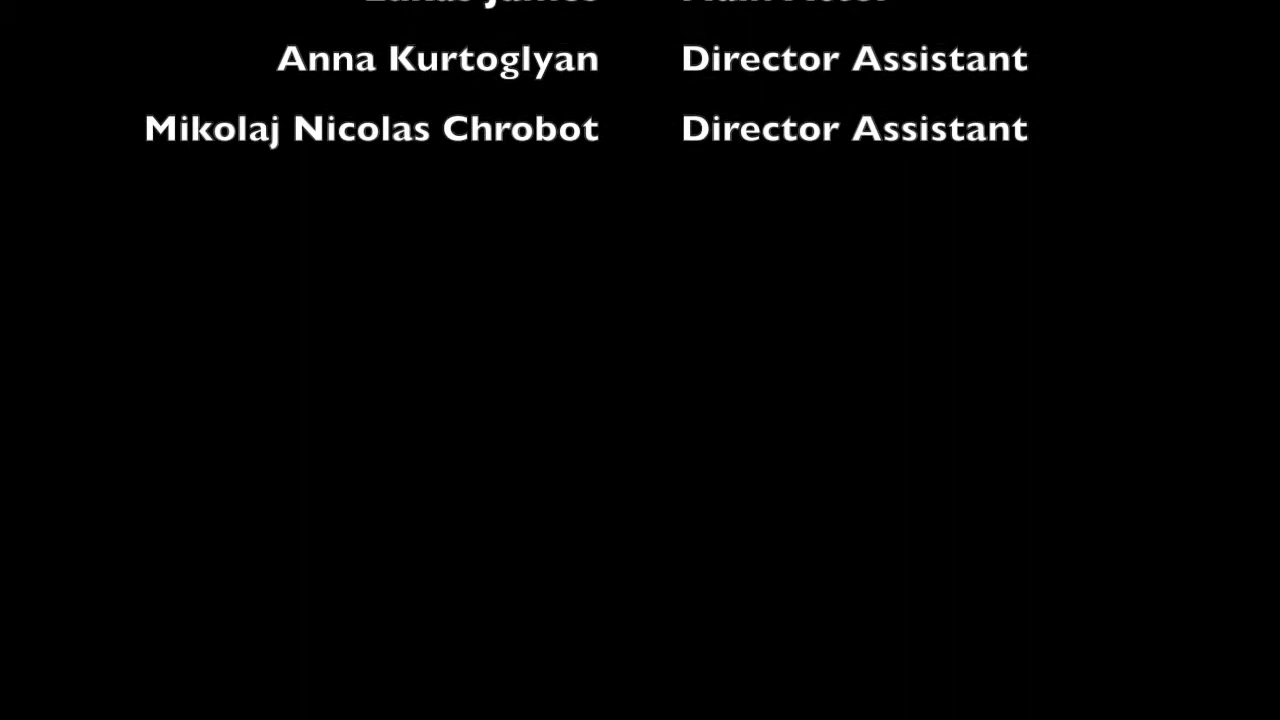 Anna Kurtoglyan Director Assistant
Mikolaj Nicolas Chrobot Director Assistant